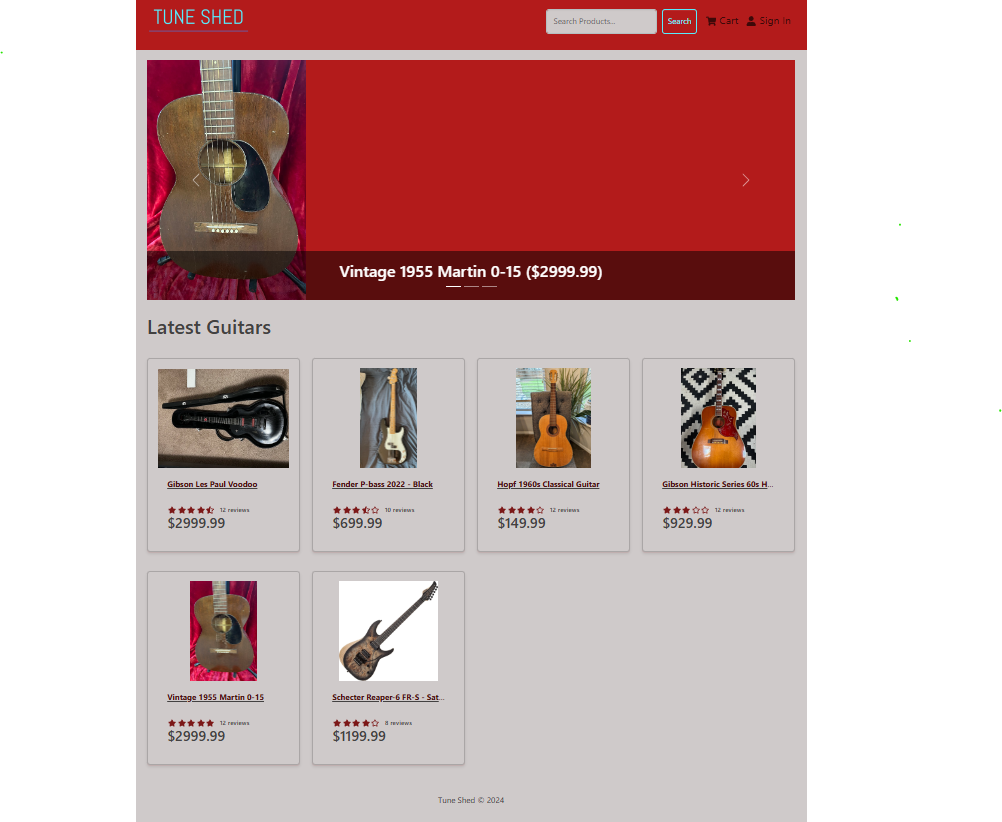 TUNE SHED
Search Products...
Search
Cart
Sign in
Vintage 1955 Martin 0-15 ($2999.99)
Latest Guitars
Gibson Les Paul Voodoo
12 reviews
$2999.99
Fender P-bass 2022 - Black
10 reviews
$699.99
Hopf 1960s Classical Guitar
12 reviews
$149.99
Gibson Historic Series 60s H...
12 reviews
$929.99
Vintage 1955 Martin 0-15
12 reviews
$2999.99
Schecter Reaper-6 FR-S - Sat...
8 reviews
$1199.99
Tune Shed © 2024